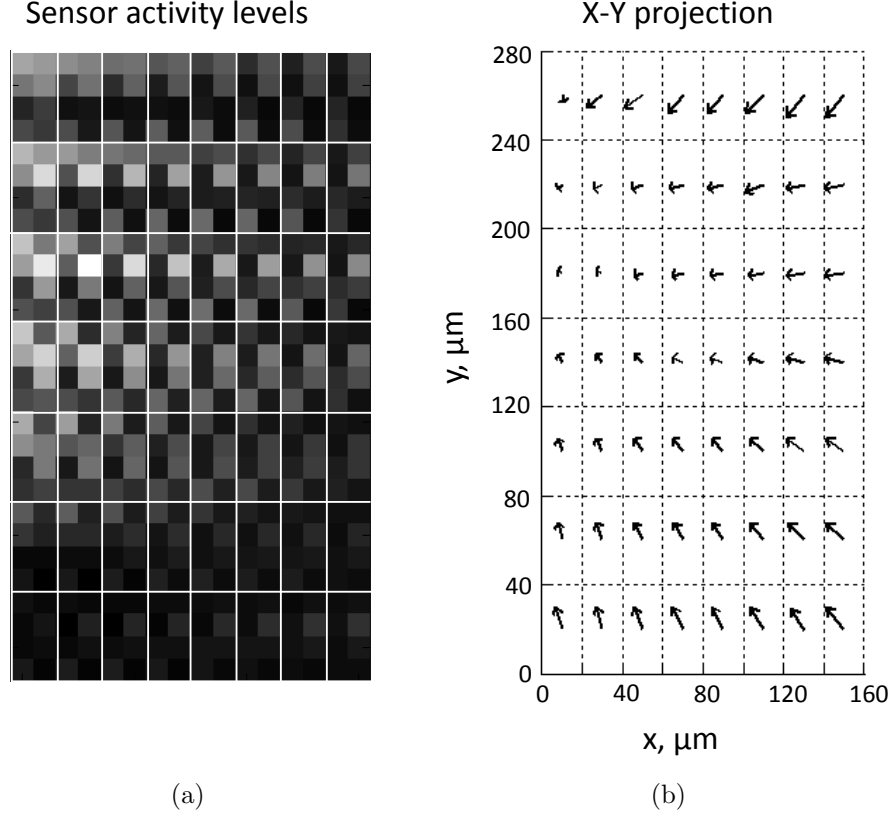 Sensor activity levels
X-Y projection
280
240
200
160
120
80
40
0
y, μm
0
40
80
120
160
x, μm
(a)
(b)